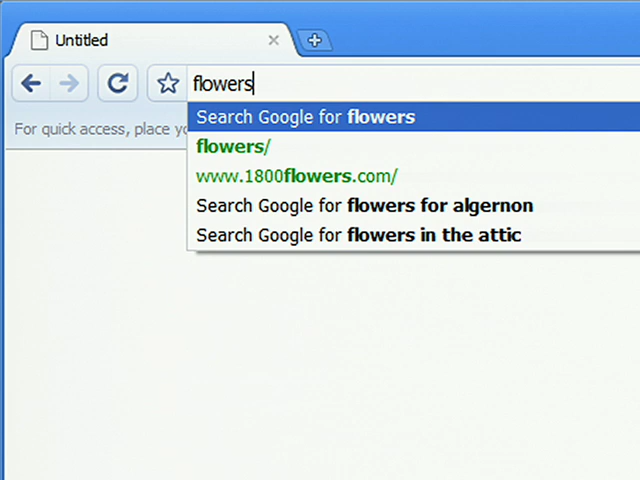 Untitled
flowers
For quick access, place
Search Google for flowers
flowers/
www.1800flowers.com/
Search Google for flowers for algernon
Search Google for flowers in the attic